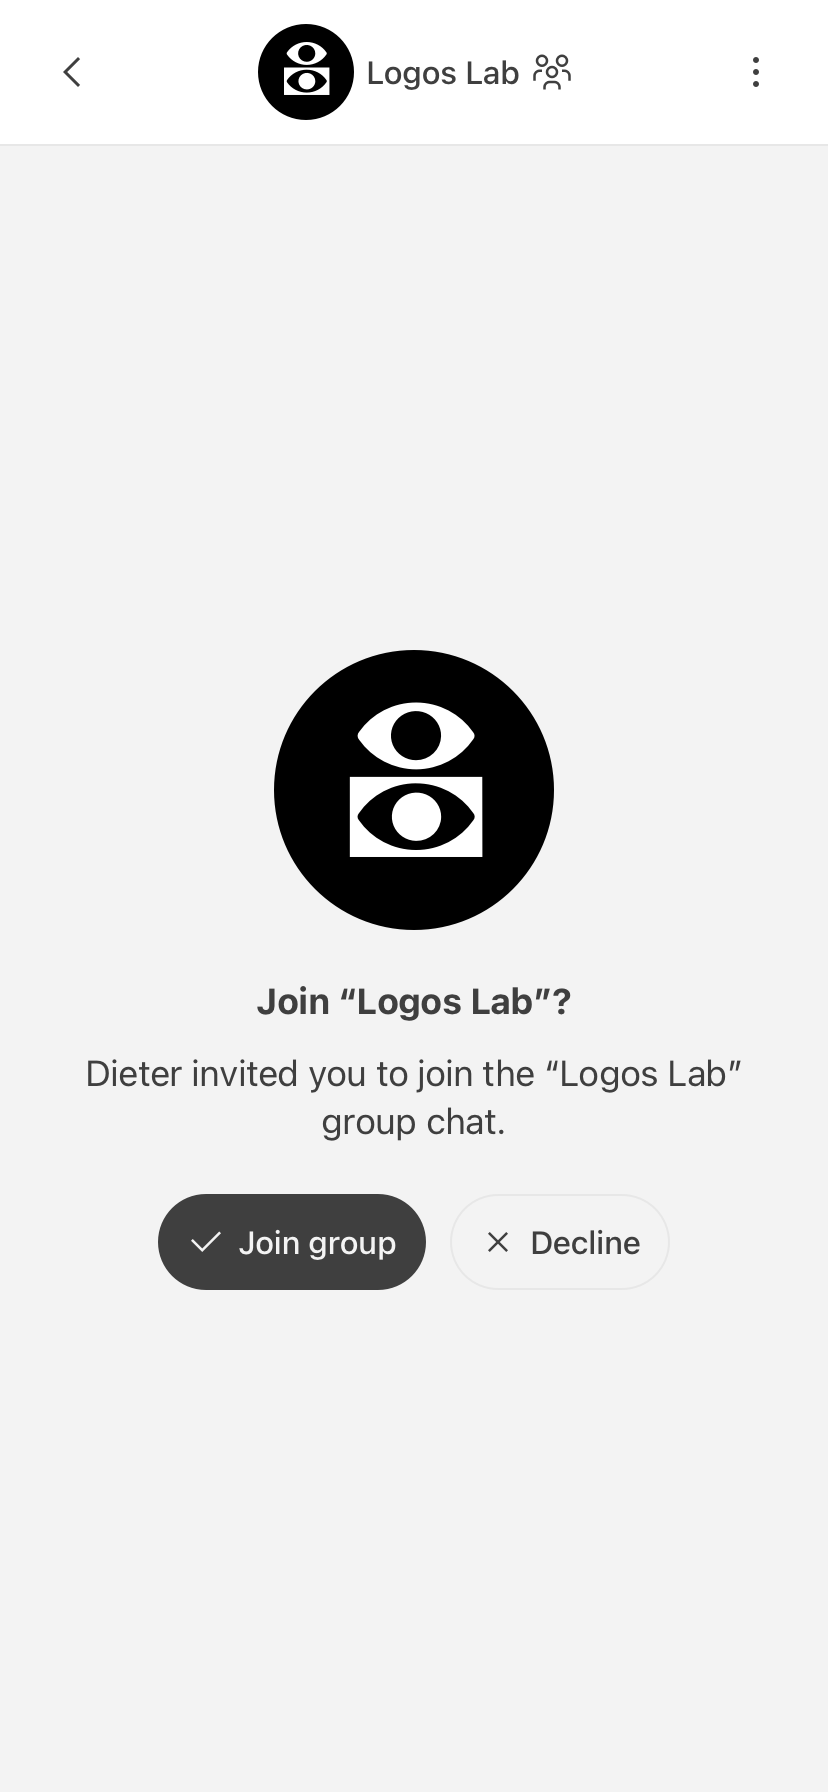 Logos Lab
Join “Logos Lab”?
Dieter invited you to join the “Logos Lab”
group chat.
Join group
Decline